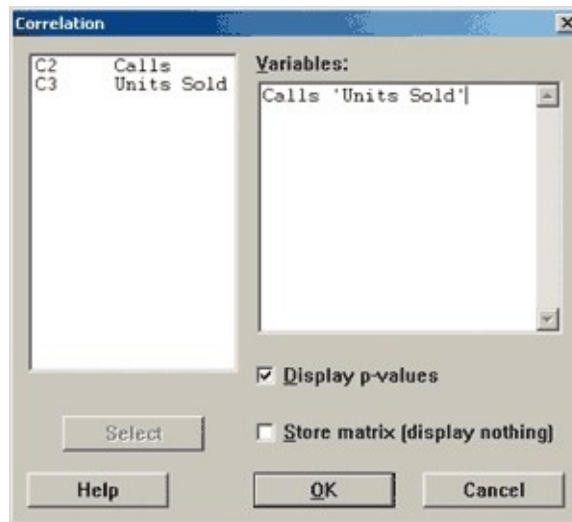 Correlation
C2 Calls
C3 Units Sold
Variables:
Calls 'Units Sold'
Display p-values
Store matrix (display nothing)
Select
Help
OK
Cancel